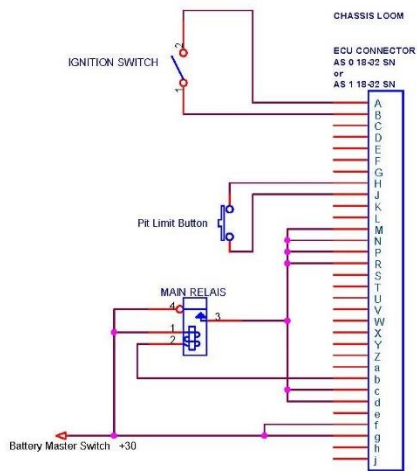 CHASSIS LOOM
ECU CONNECTOR
AS 0 18-32 SN
or
AS 1 18-32 SN
IGNITION SWITCH
2
1
A
B
C
D
E
F
G
H
J
K
L
M
N
P
R
S
T
U
V
W
X
Y
Z
a
b
c
d
e
f
g
h
j
Pit Limit Button
MAIN RELAIS
4
3
1
2
Battery Master Switch +30